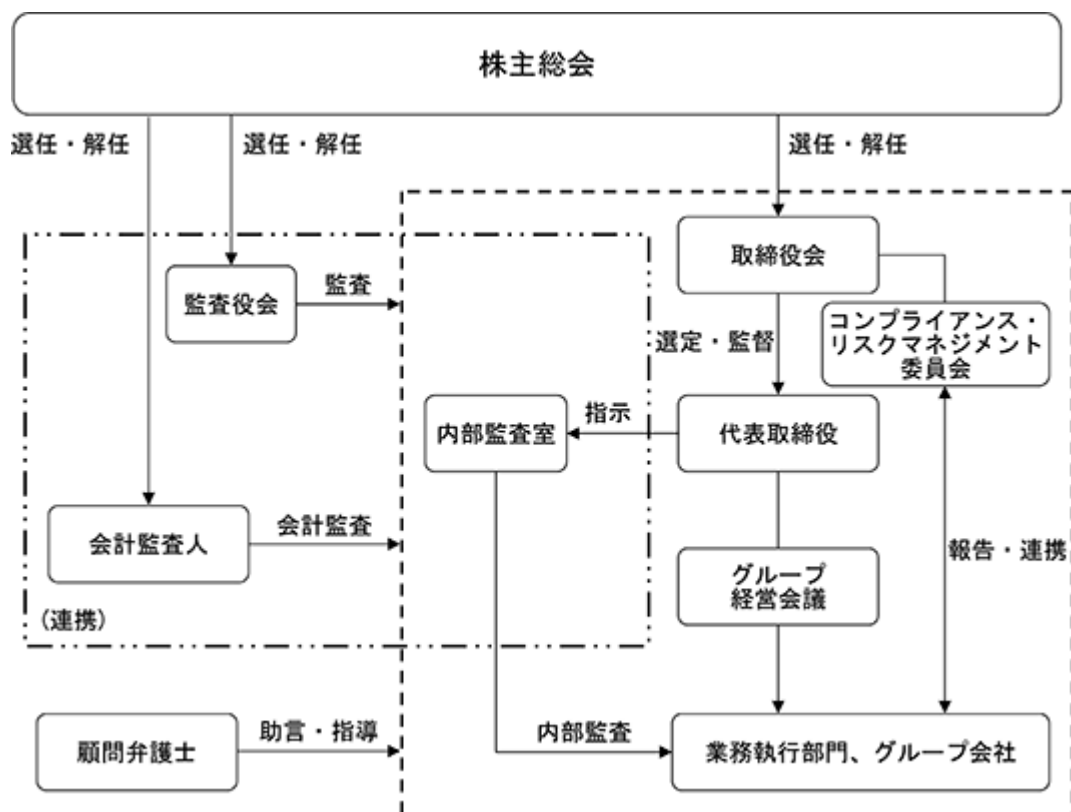 株主総会
選任・解任
選任・解任
選任・解任
取締役会
監査役会
監査
コンプライアンス・
リスクマネジメント
委員会
選定・監督
内部監査室
指示
代表取締役
会計監査人
会計監査
報告・連携
グループ
経営会議
(連携)
顧問弁護士
助言・指導
内部監査
業務執行部門、グループ会社